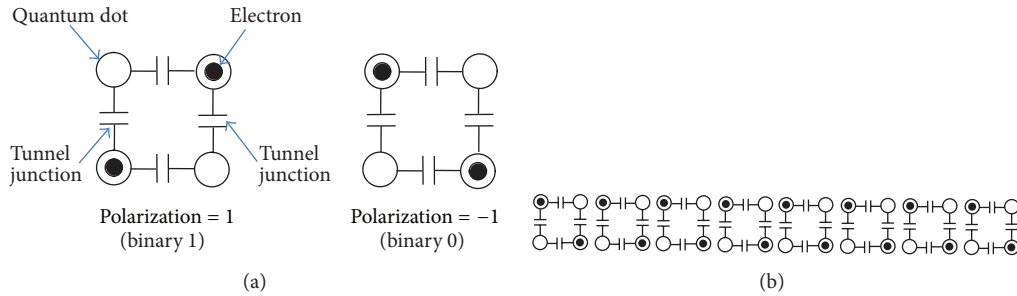 Quantum dot
Electron
Tunnel
junction
Tunnel
junction
Polarization = 1
(binary 1)
Polarization = −1
(binary 0)
(a)
(b)